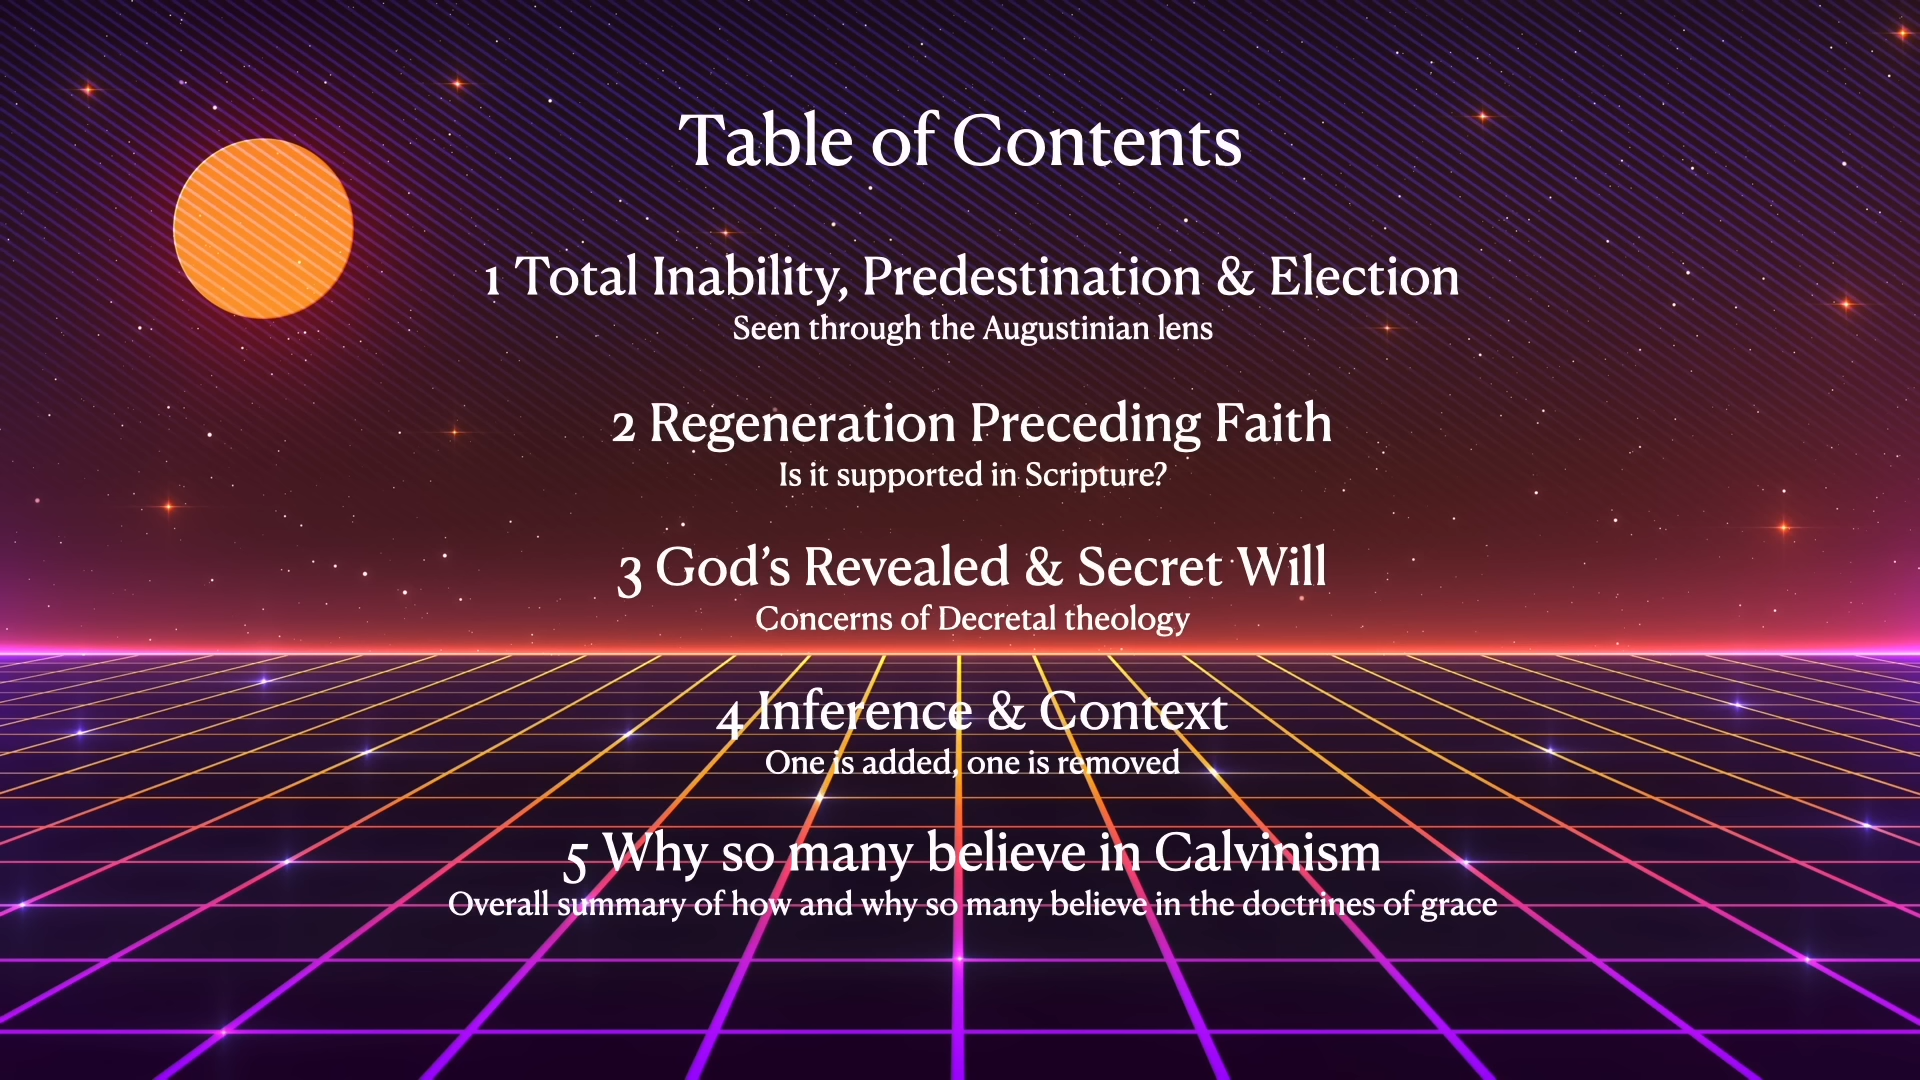 Table of Contents
1 Total Inability, Predestination & Election
Seen through the Augustinian lens
2 Regeneration Preceding Faith
Is it supported in Scripture?
3 God’s Revealed & Secret Will
Concerns of Decretal theology
4 Inference & Context
One is added, one is removed
5 Why so many believe in Calvinism
Overall summary of how and why so many believe in the doctrines of grace